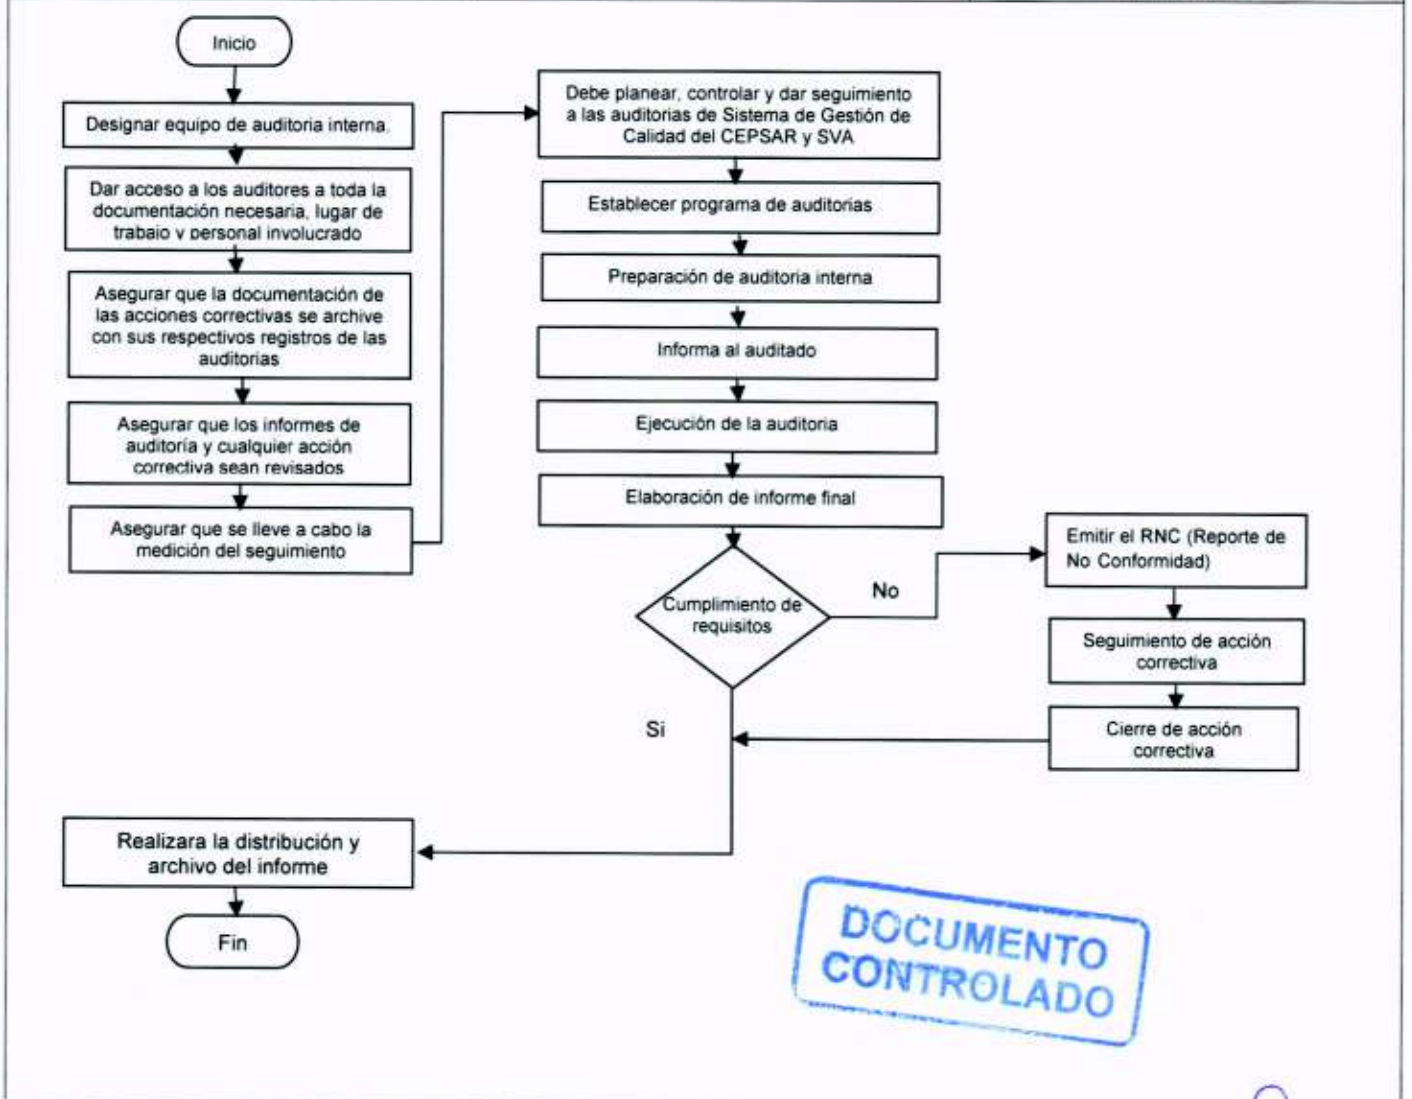 Inicio
Designar equipo de auditoria interna.
Dar acceso a los auditores a toda la
documentación necesaria, lugar de
trabajo y personal involucrado
Asegurar que la documentación de
las acciones correctivas se archive
con sus respectivos registros de las
auditorias
Asegurar que los informes de
auditoría y cualquier acción
correctiva sean revisados
Asegurar que se lleve a cabo la
medición del seguimiento
Debe planear, controlar y dar seguimiento
a las auditorias de Sistema de Gestión de
Calidad del CEPSAR y SVA
Establecer programa de auditorias
Preparación de auditoria interna
Informa al auditado
Ejecución de la auditoria
Elaboración de informe final
Cumplimiento de
requisitos
No
Emitir el RNC (Reporte de
No Conformidad)
Seguimiento de acción
correctiva
Cierre de acción
correctiva
Si
Realizara la distribución y
archivo del informe
Fin
DOCUMENTO
CONTROLADO